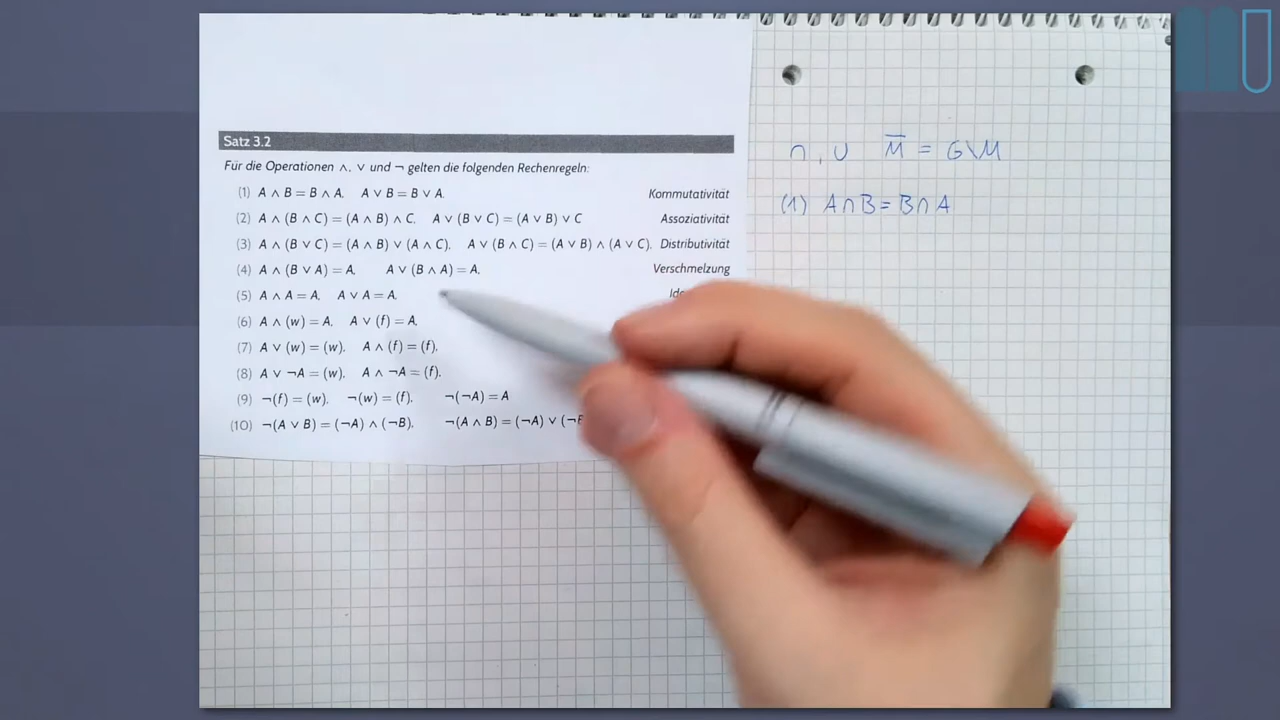 Satz 3.2
Für die Operationen ∧, ∨ und ¬ gelten die folgenden Rechenregeln:
(1) A ∧ B = B ∧ A. A ∨ B = B ∨ A. Kommutativität
(2) A ∧ (B ∧ C) = (A ∧ B) ∧ C. A ∨ (B ∨ C) = (A ∨ B) ∨ C Assoziativität
(3) A ∧ (B ∨ C) = (A ∧ B) ∨ (A ∧ C). A ∨ (B ∧ C) = (A ∨ B) ∧ (A ∨ C). Distributivität
(4) A ∧ (B ∨ A) = A. A ∨ (B ∧ A) = A. Verschmelzung
(5) A ∧ A = A. A ∨ A = A.
(6) A ∧ (w) = A. A ∨ (f) = A.
(7) A ∨ (w) = (w). A ∧ (f) = (f).
(8) A ∨ ¬A = (w). A ∧ ¬A = (f).
(9) ¬(f) = (w). ¬(w) = (f). ¬(¬A) = A
(10) ¬(A ∨ B) = (¬A) ∧ (¬B). ¬(A ∧ B) = (¬A) ∨ (¬B
∩, ∪ M̅ = G\M
(1) A∩B = B∩A